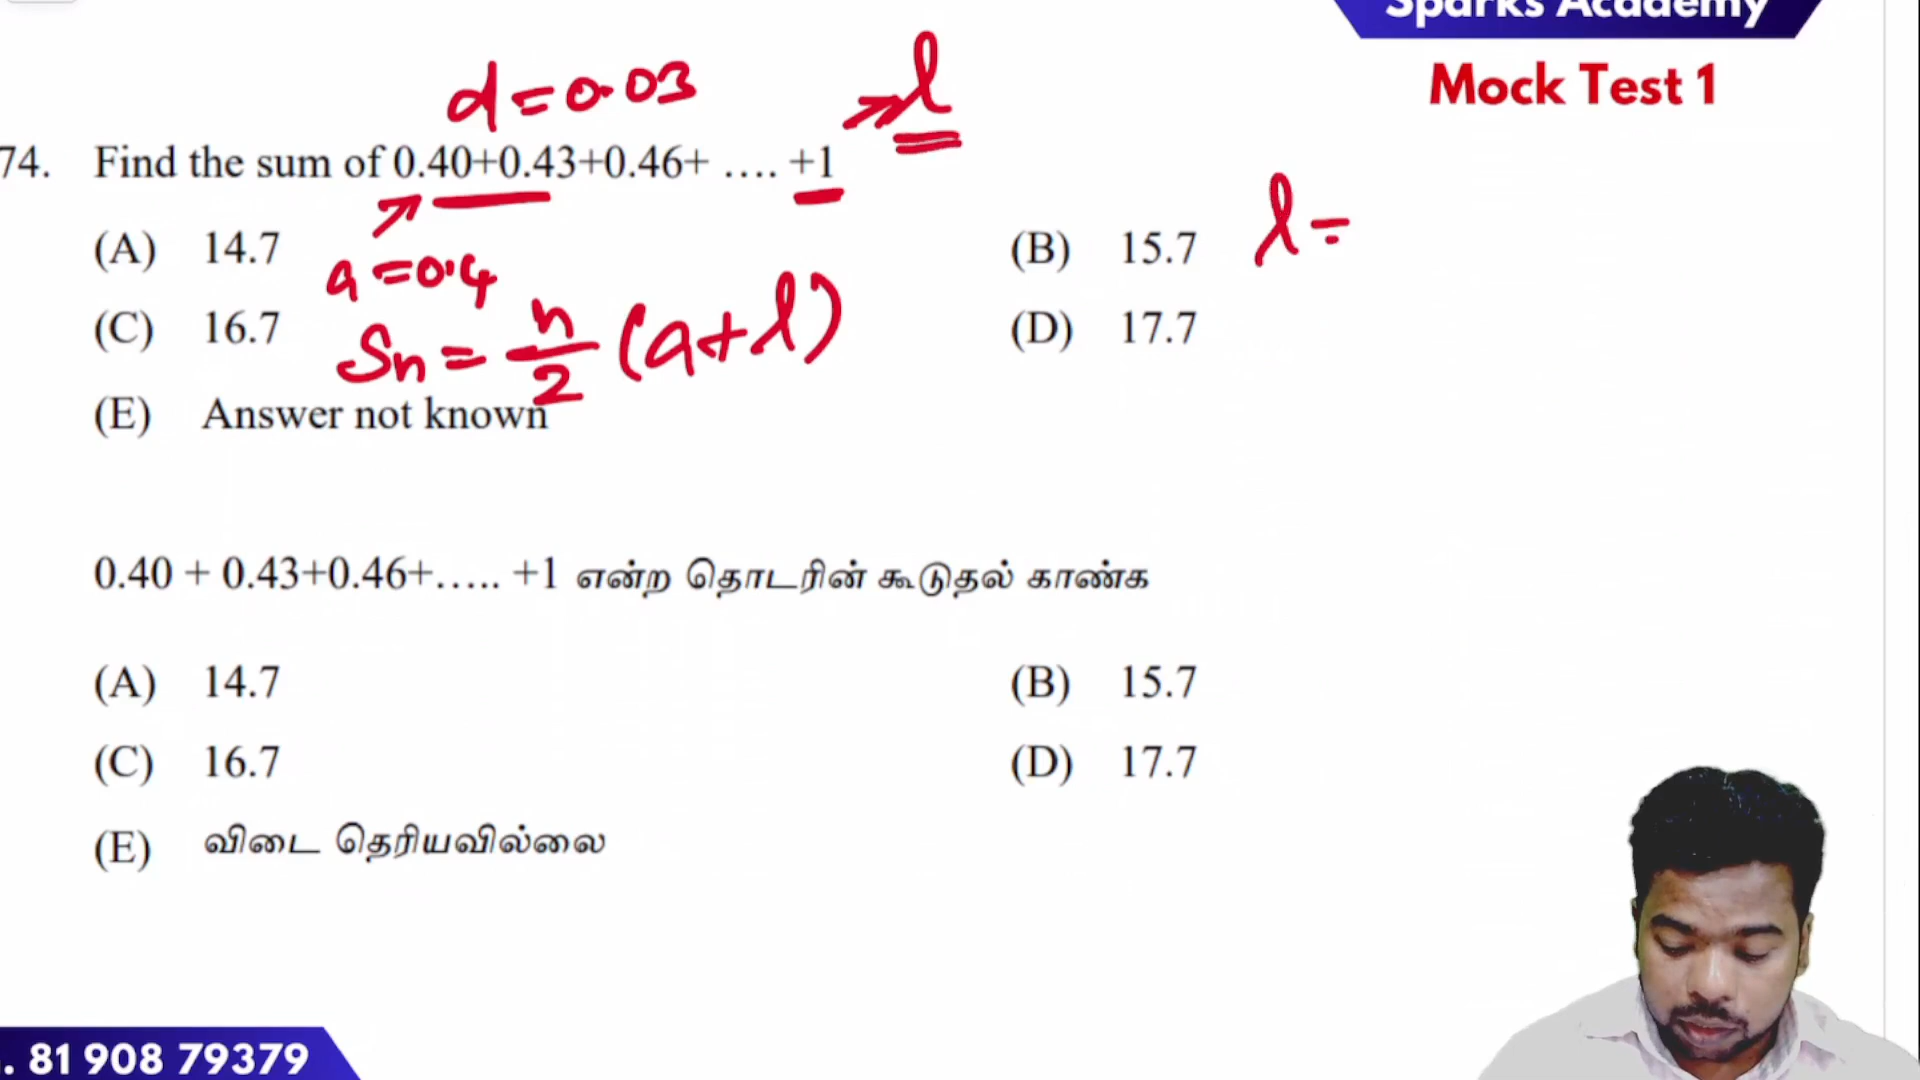 Sparks Academy
Mock Test 1
d = 0.03
l
74. Find the sum of 0.40+0.43+0.46+ .... +1
(A) 14.7
(B) 15.7
l =
a = 0.4
(C) 16.7
(D) 17.7
Sn = n/2 (a+l)
(E) Answer not known
0.40 + 0.43+0.46+..... +1 என்ற தொடரின் கூடுதல் காண்க
(A) 14.7
(B) 15.7
(C) 16.7
(D) 17.7
(E) விடை தெரியவில்லை
. 81 908 79379